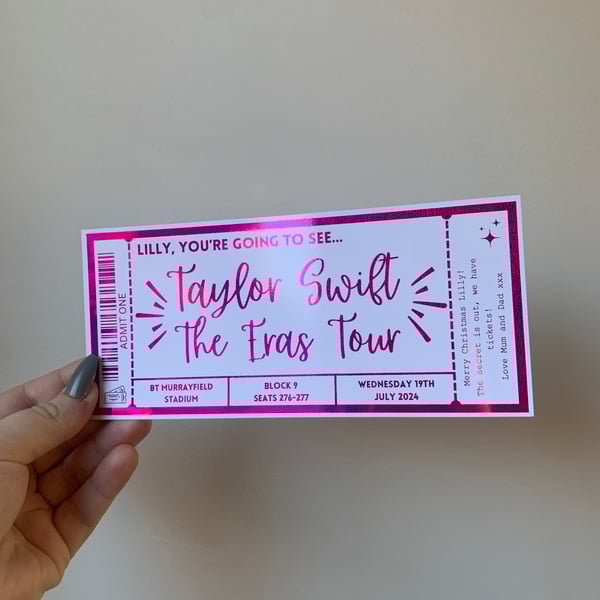 ADMIT ONE
LILLY, YOU'RE GOING TO SEE...
Taylor Swift
The Eras Tour
BT MURRAYFIELD
STADIUM
BLOCK 9
SEATS 276-277
WEDNESDAY 19TH
JULY 2024
Merry Christmas Lilly!
The secret is out, we have
tickets!
Love Mum and Dad xxx